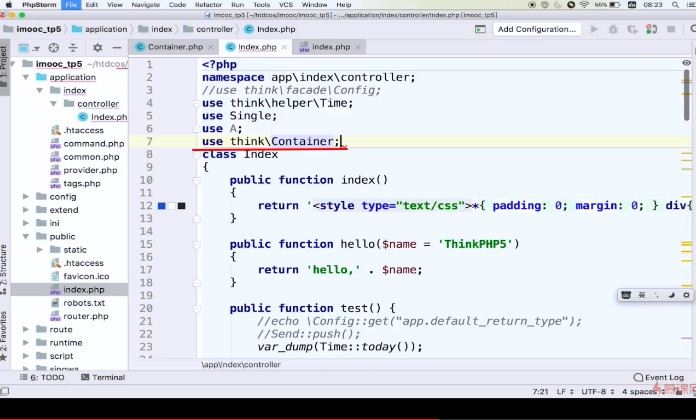 PhpStorm File Edit View Navigate Code Refactor Run Tools VCS Window Help 86% 08:23
imooc_tp5 [~/htdcos/imooc_tp5] - .../application/index/controller/Index.php [imooc_tp5]
imooc_tp5 application index controller Index.php Add Configuration...
Container.php Index.php index.php
1: Project
imooc_tp5 ~/htdcos/
application
index
controller
Index.ph
.htaccess
command.php
common.php
provider.php
tags.php
config
extend
ini
public
static
.htaccess
favicon.ico
index.php
robots.txt
router.php
route
runtime
script
singwa
7: Structure
2: Favorites
1 <?php
2 namespace app\index\controller;
3 //use think\facade\Config;
4 use think\helper\Time;
5 use Single;
6 use A;
7 use think\Container;
8 class Index
9 {
10 public function index()
11 {
12 return '<style type="text/css">*{ padding: 0; margin: 0; } div{
13 }
14
15 public function hello($name = 'ThinkPHP5')
16 {
17 return 'hello,' . $name;
18 }
19
20 public function test() {
21 //echo \Config::get("app.default_return_type");
22 //Send::push();
23 var_dump(Time::today());
\app\index\controller
英
6: TODO Terminal Event Log
7:21 LF UTF-8 4 spaces